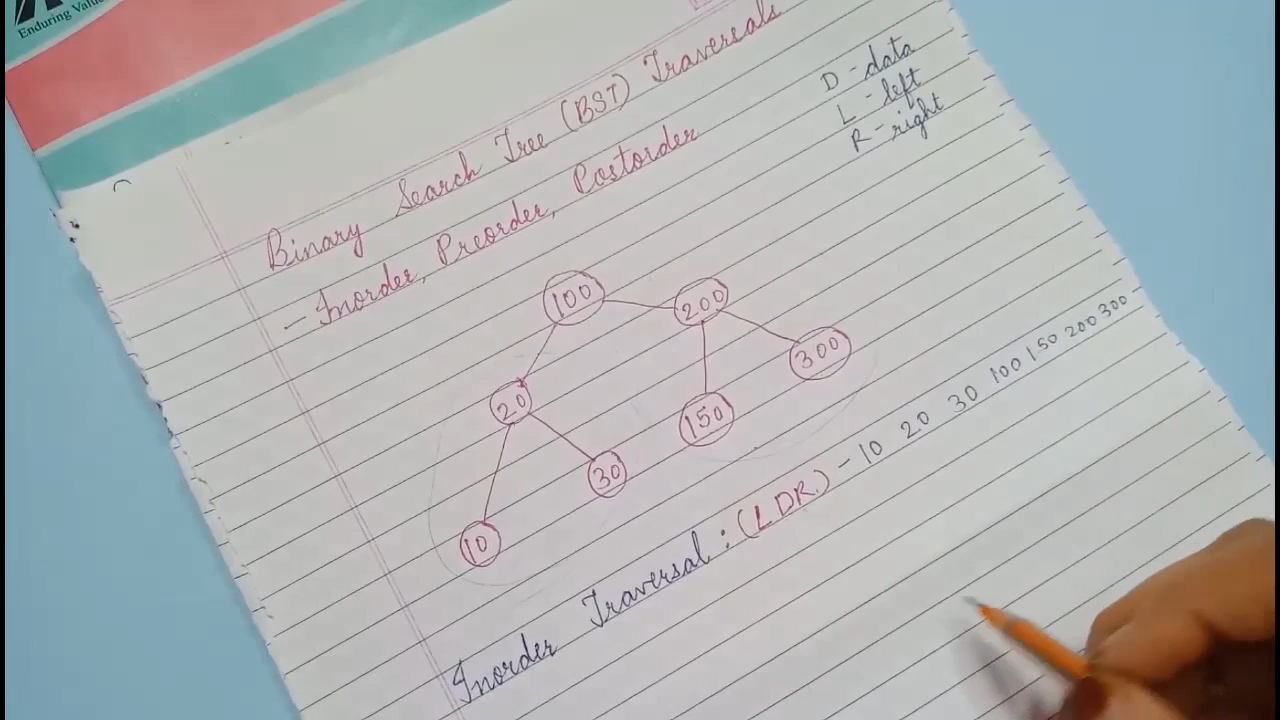 Enduring Value
Binary Search Tree (BST) Traversals
- Inorder, Preorder, Postorder
D - data
L - left
R - right
100
200
300
20
150
30
10
Inorder Traversal : (LDR) - 10 20 30 100 150 200 300